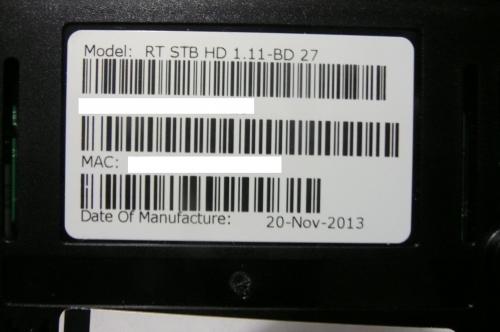 Model: RT STB HD 1.11-BD 27
MAC:
Date Of Manufacture: 20-Nov-2013